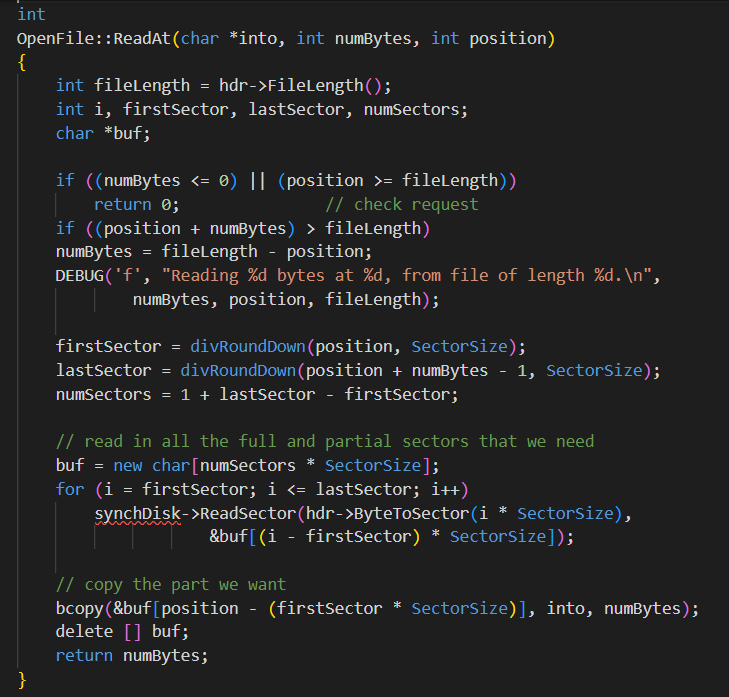 int
OpenFile::ReadAt(char *into, int numBytes, int position)
{
    int fileLength = hdr->FileLength();
    int i, firstSector, lastSector, numSectors;
    char *buf;

    if ((numBytes <= 0) || (position >= fileLength))
        return 0;               // check request
    if ((position + numBytes) > fileLength)
    numBytes = fileLength - position;
    DEBUG('f', "Reading %d bytes at %d, from file of length %d.\n",
            numBytes, position, fileLength);

    firstSector = divRoundDown(position, SectorSize);
    lastSector = divRoundDown(position + numBytes - 1, SectorSize);
    numSectors = 1 + lastSector - firstSector;

    // read in all the full and partial sectors that we need
    buf = new char[numSectors * SectorSize];
    for (i = firstSector; i <= lastSector; i++)
        synchDisk->ReadSector(hdr->ByteToSector(i * SectorSize),
                    &buf[(i - firstSector) * SectorSize]);

    // copy the part we want
    bcopy(&buf[position - (firstSector * SectorSize)], into, numBytes);
    delete [] buf;
    return numBytes;
}